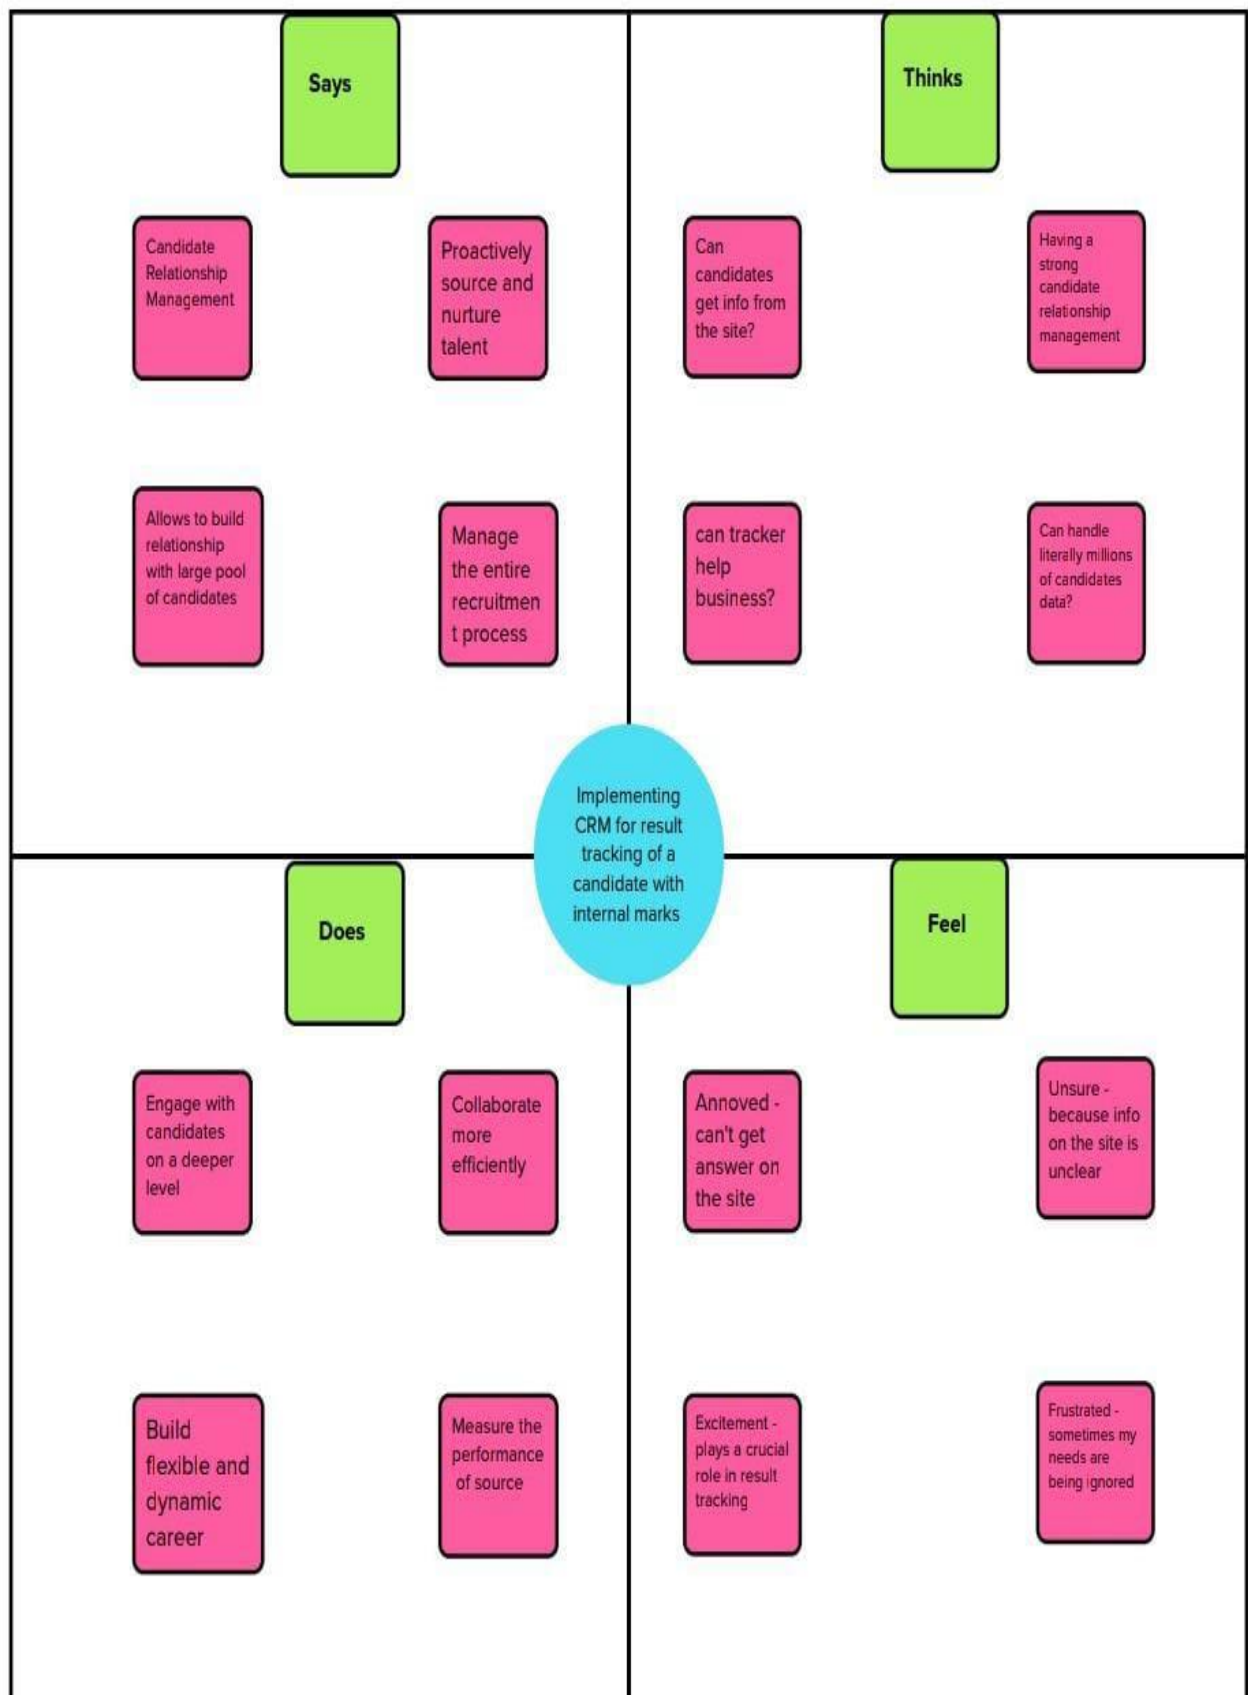 Says
Candidate
Relationship
Management
Proactively
source and
nurture
talent
Allows to build
relationship
with large pool
of candidates
Manage
the entire
recruitmen
t process
Thinks
Can
candidates
get info from
the site?
Having a
strong
candidate
relationship
management
can tracker
help
business?
Can handle
literally millions
of candidates
data?
Implementing
CRM for result
tracking of a
candidate with
internal marks
Does
Engage with
candidates
on a deeper
level
Collaborate
more
efficiently
Build
flexible and
dynamic
career
Measure the
performance
of source
Feel
Annoved -
can't get
answer on
the site
Unsure -
because info
on the site is
unclear
Excitement -
plays a crucial
role in result
tracking
Frustrated -
sometimes my
needs are
being ignored